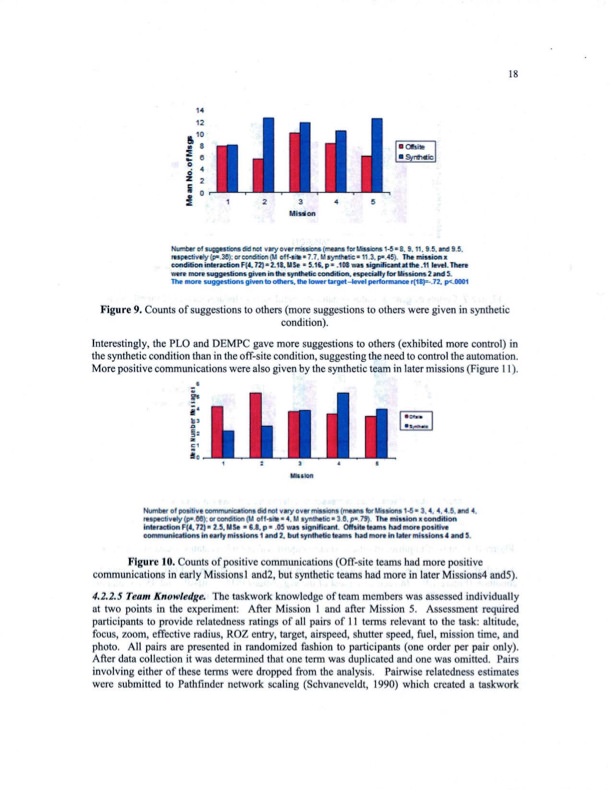 18
14
12
10
8
6
4
2
0
Mean No. of Msgs
1 2 3 4 5
Mission
Offsite
Synthetic
Number of suggestions did not vary over missions (means for Missions 1-5 = 8, 9, 11, 9.5, and 9.5,
respectively (p=.35); or condition (M off-site = 7.7, M synthetic = 11.3, p=.45). The mission x
condition interaction F(4, 72) = 2.18, MSe = 5.16, p = .108 was significant at the .11 level. There
were more suggestions given in the synthetic condition, especially for Missions 2 and 5.
The more suggestions given to others, the lower target-level performance r(18)=-.72, p<.0001
Figure 9. Counts of suggestions to others (more suggestions to others were given in synthetic
condition).
Interestingly, the PLO and DEMPC gave more suggestions to others (exhibited more control) in
the synthetic condition than in the off-site condition, suggesting the need to control the automation.
More positive communications were also given by the synthetic team in later missions (Figure 11).
6
5
4
3
2
1
0
Mean Number Messages
1 2 3 4 5
Mission
Offsite
Synthetic
Number of positive communications did not vary over missions (means for Missions 1-5 = 3, 4, 4, 4.5, and 4,
respectively (p=.66); or condition (M off-site = 4, M synthetic = 3.6, p=.79). The mission x condition
interaction F(4, 72) = 2.5, MSe = 6.8, p = .05 was significant. Offsite teams had more positive
communications in early missions 1 and 2, but synthetic teams had more in later missions 4 and 5.
Figure 10. Counts of positive communications (Off-site teams had more positive
communications in early Missions1 and2, but synthetic teams had more in later Missions4 and5).
4.2.2.5 Team Knowledge. The taskwork knowledge of team members was assessed individually
at two points in the experiment: After Mission 1 and after Mission 5. Assessment required
participants to provide relatedness ratings of all pairs of 11 terms relevant to the task: altitude,
focus, zoom, effective radius, ROZ entry, target, airspeed, shutter speed, fuel, mission time, and
photo. All pairs are presented in randomized fashion to participants (one order per pair only).
After data collection it was determined that one term was duplicated and one was omitted. Pairs
involving either of these terms were dropped from the analysis. Pairwise relatedness estimates
were submitted to Pathfinder network scaling (Schvaneveldt, 1990) which created a taskwork